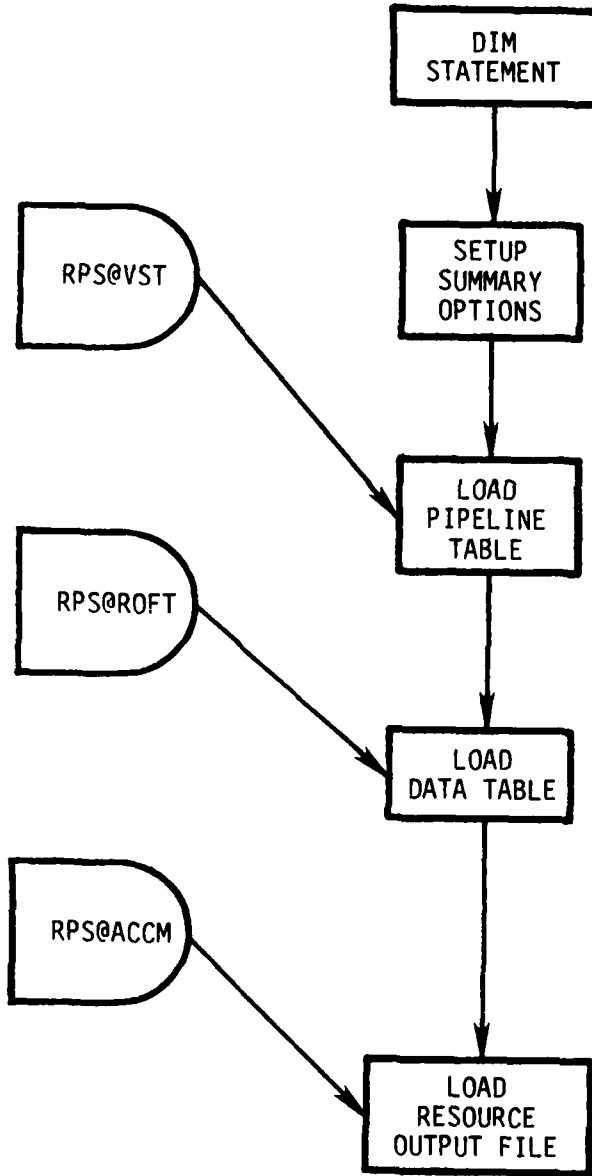 DIM
STATEMENT
SETUP
SUMMARY
OPTIONS
RPS@VST
LOAD
PIPELINE
TABLE
RPS@ROFT
LOAD
DATA TABLE
RPS@ACCM
LOAD
RESOURCE
OUTPUT FILE